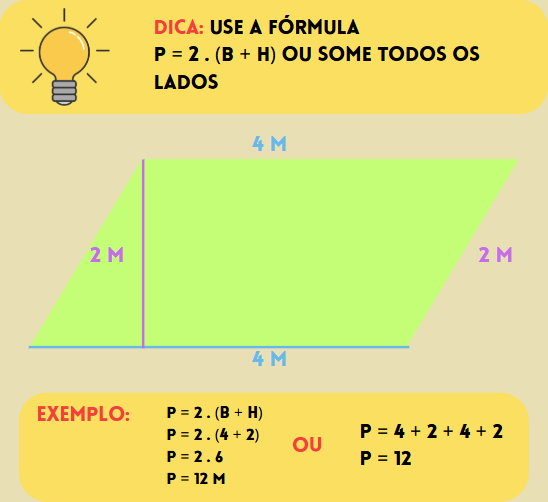 DICA: USE A FÓRMULA
P = 2 . (B + H) OU SOME TODOS OS
LADOS
4 M
2 M
2 M
4 M
EXEMPLO:
P = 2 . (B + H)
P = 2 . (4 + 2)
P = 2 . 6
P = 12 M
OU
P = 4 + 2 + 4 + 2
P = 12